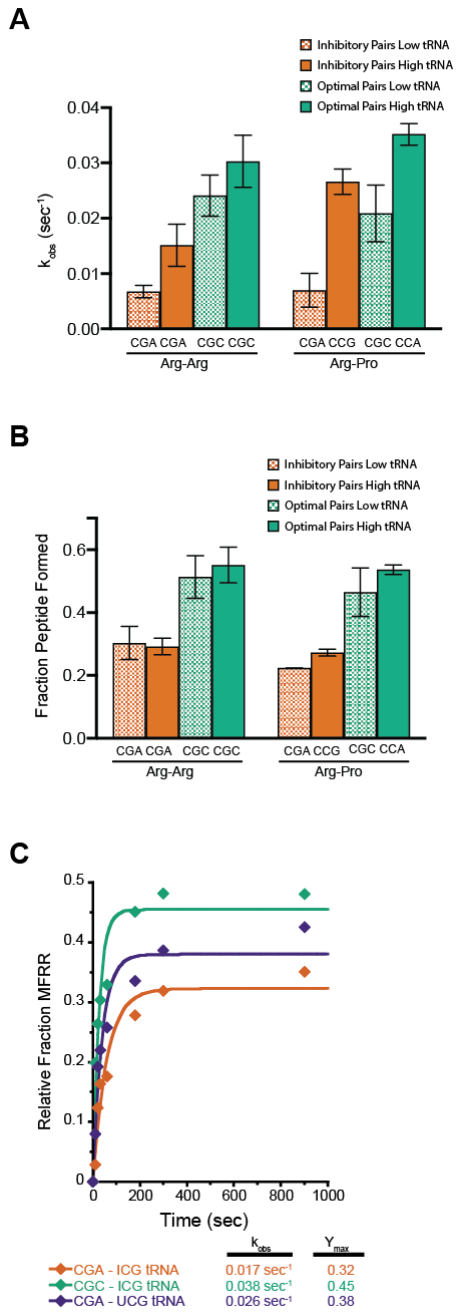 A
Inhibitory Pairs Low tRNA
Inhibitory Pairs High tRNA
Optimal Pairs Low tRNA
Optimal Pairs High tRNA
0.04
0.03
0.02
0.01
0.00
k_obs (sec⁻¹)
CGA CGA CGC CGC CGA CCG CGC CCA
Arg-Arg Arg-Pro
B
Inhibitory Pairs Low tRNA
Inhibitory Pairs High tRNA
Optimal Pairs Low tRNA
Optimal Pairs High tRNA
0.6
0.4
0.2
0.0
Fraction Peptide Formed
CGA CGA CGC CGC CGA CCG CGC CCA
Arg-Arg Arg-Pro
C
0.5
0.4
0.3
0.2
0.1
0
Relative Fraction MFRR
0 200 400 600 800 1000
Time (sec)
k_obs Y_max
CGA - ICG tRNA 0.017 sec⁻¹ 0.32
CGC - ICG tRNA 0.038 sec⁻¹ 0.45
CGA - UCG tRNA 0.026 sec⁻¹ 0.38